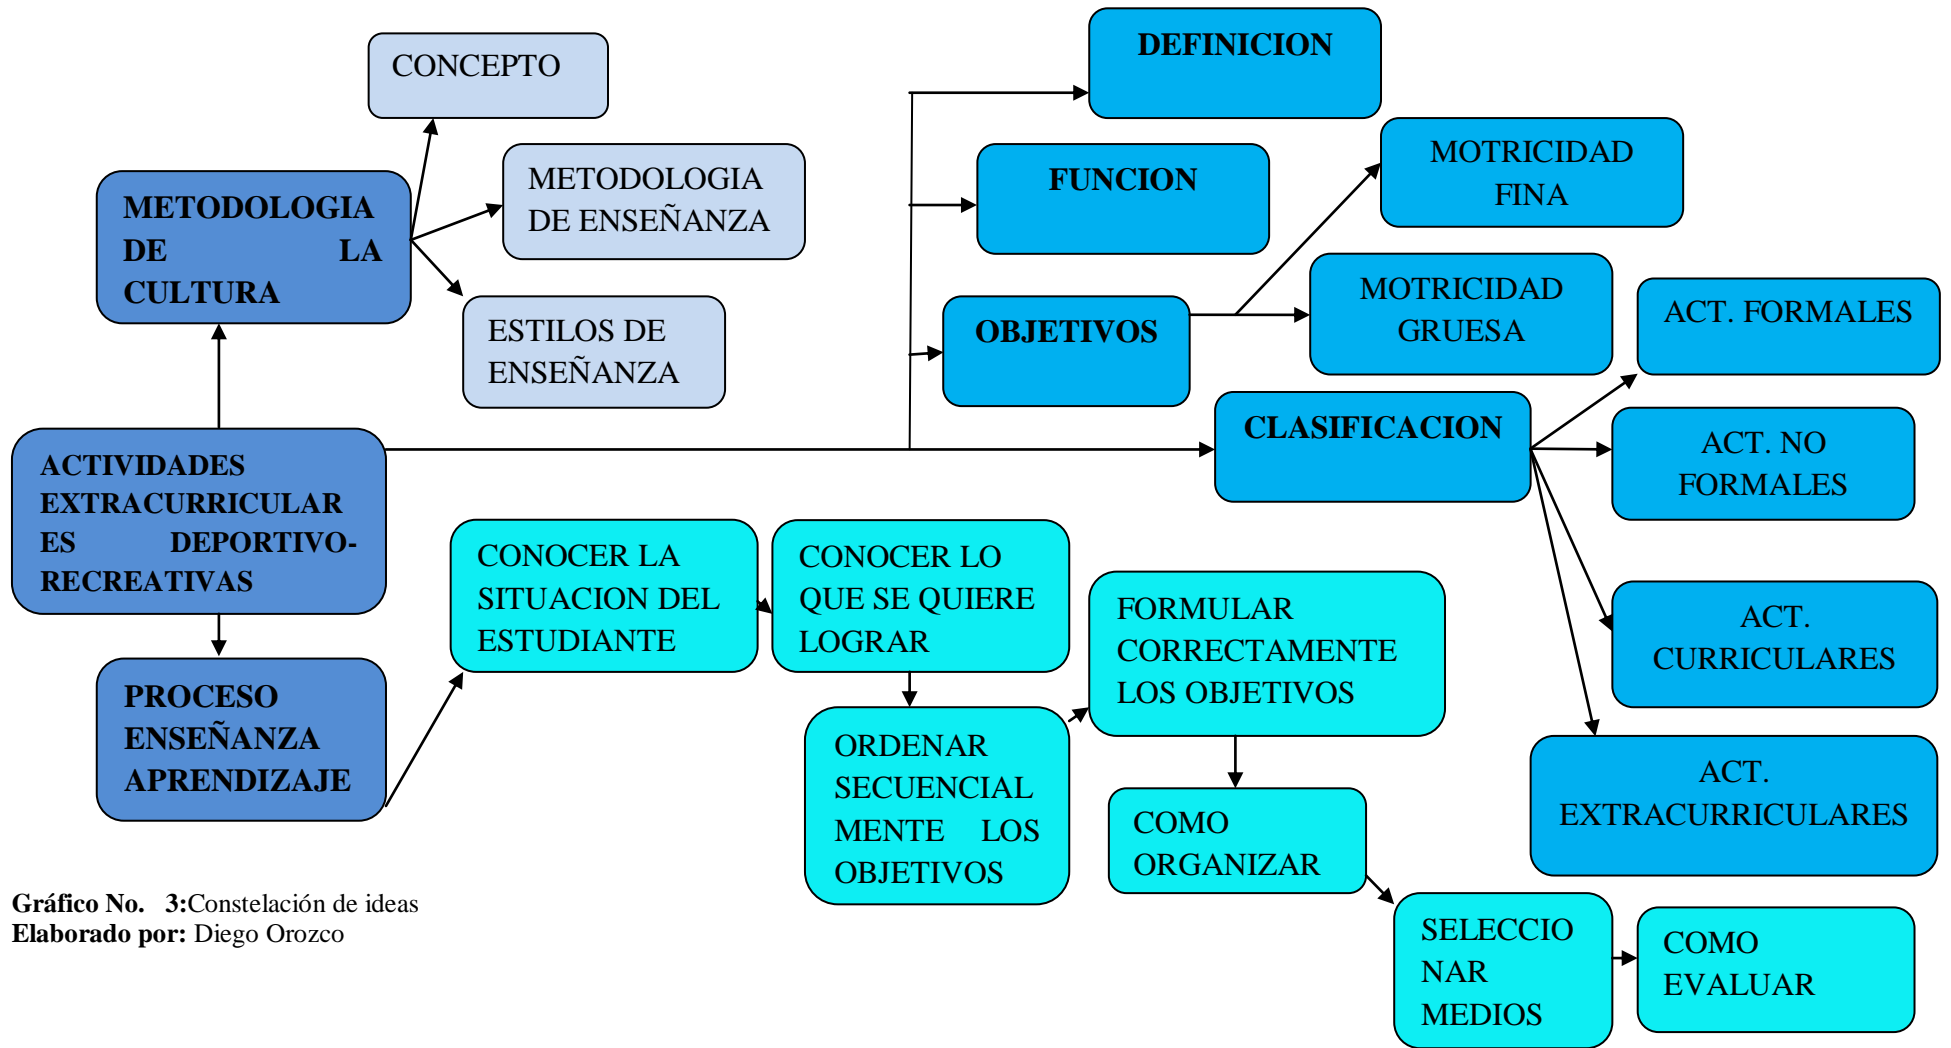 CONCEPTO
METODOLOGIA
DE ENSEÑANZA
ESTILOS DE
ENSEÑANZA
METODOLOGIA
DE LA
CULTURA
ACTIVIDADES
EXTRACURRICULAR
ES DEPORTIVO-
RECREATIVAS
PROCESO
ENSEÑANZA
APRENDIZAJE
DEFINICION
FUNCION
OBJETIVOS
MOTRICIDAD
FINA
MOTRICIDAD
GRUESA
CLASIFICACION
ACT. FORMALES
ACT. NO
FORMALES
ACT.
CURRICULARES
ACT.
EXTRACURRICULARES
CONOCER LA
SITUACION DEL
ESTUDIANTE
CONOCER LO
QUE SE QUIERE
LOGRAR
ORDENAR
SECUENCIAL
MENTE LOS
OBJETIVOS
FORMULAR
CORRECTAMENTE
LOS OBJETIVOS
COMO
ORGANIZAR
SELECCIO
NAR
MEDIOS
COMO
EVALUAR
Gráfico No. 3:Constelación de ideas
Elaborado por: Diego Orozco